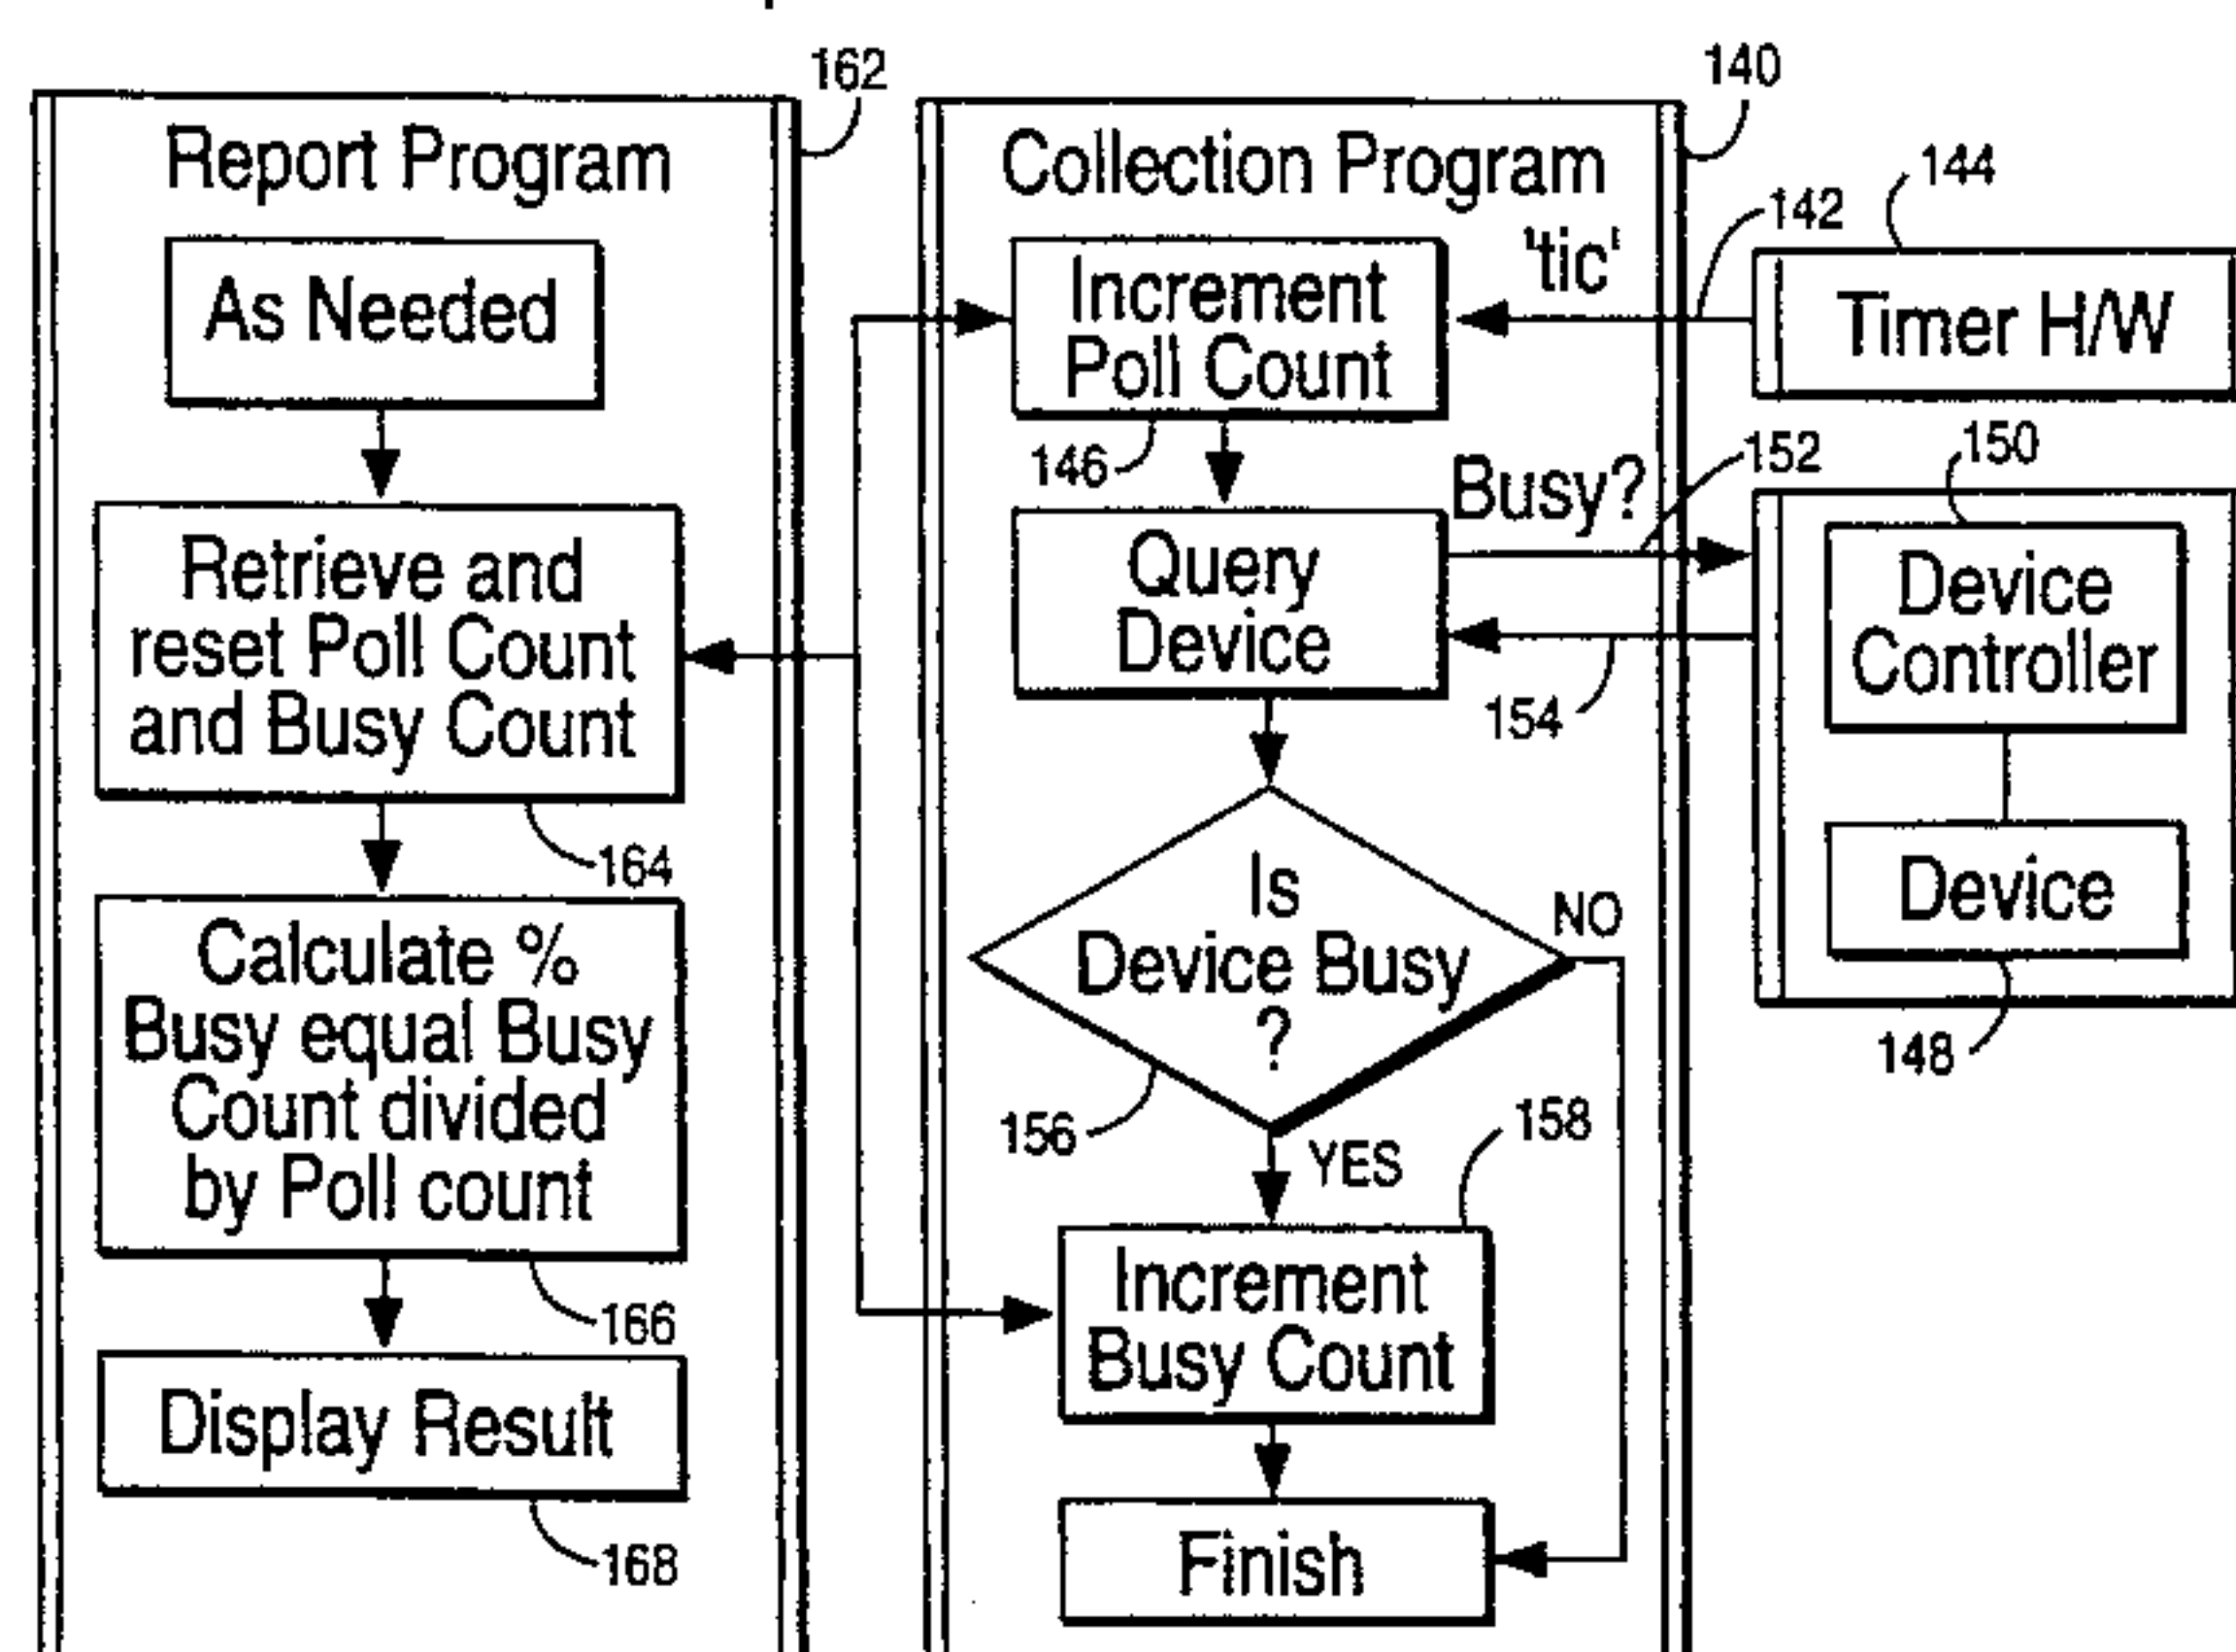 162
Report Program
As Needed
Retrieve and
reset Poll Count
and Busy Count
164
Calculate %
Busy equal Busy
Count divided
by Poll count
166
Display Result
168
140
Collection Program
'tic'
142
144
Timer H/W
Increment
Poll Count
146
Busy?
152
150
Query
Device
154
Device
Controller
Device
148
Is
Device Busy
?
NO
156
YES
158
Increment
Busy Count
Finish